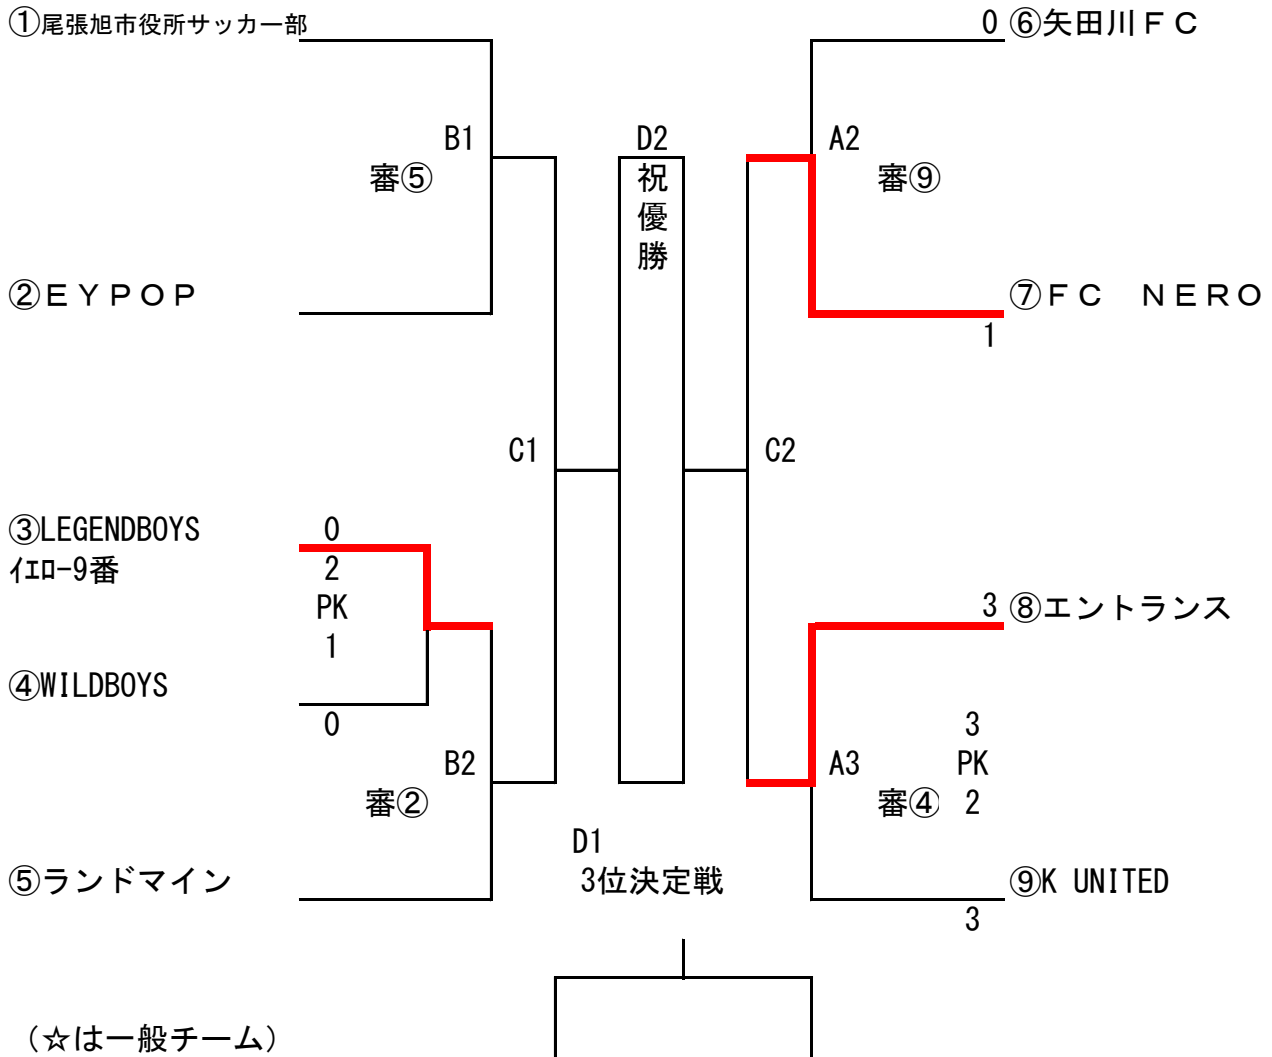 ①尾張旭市役所サッカー部
0 ⑥矢田川ＦＣ
B1
D2
A2
審⑤
祝
優
勝
審⑨
②ＥＹＰＯＰ
⑦ＦＣ　ＮＥＲＯ
1
C1
C2
③LEGENDBOYS
0
ｲｴﾛｰ9番
2
PK
1
3 ⑧エントランス
④WILDBOYS
0
B2
審②
A3
審④
3
PK
2
D1
3位決定戦
⑤ランドマイン
⑨K UNITED
3
（☆は一般チーム）